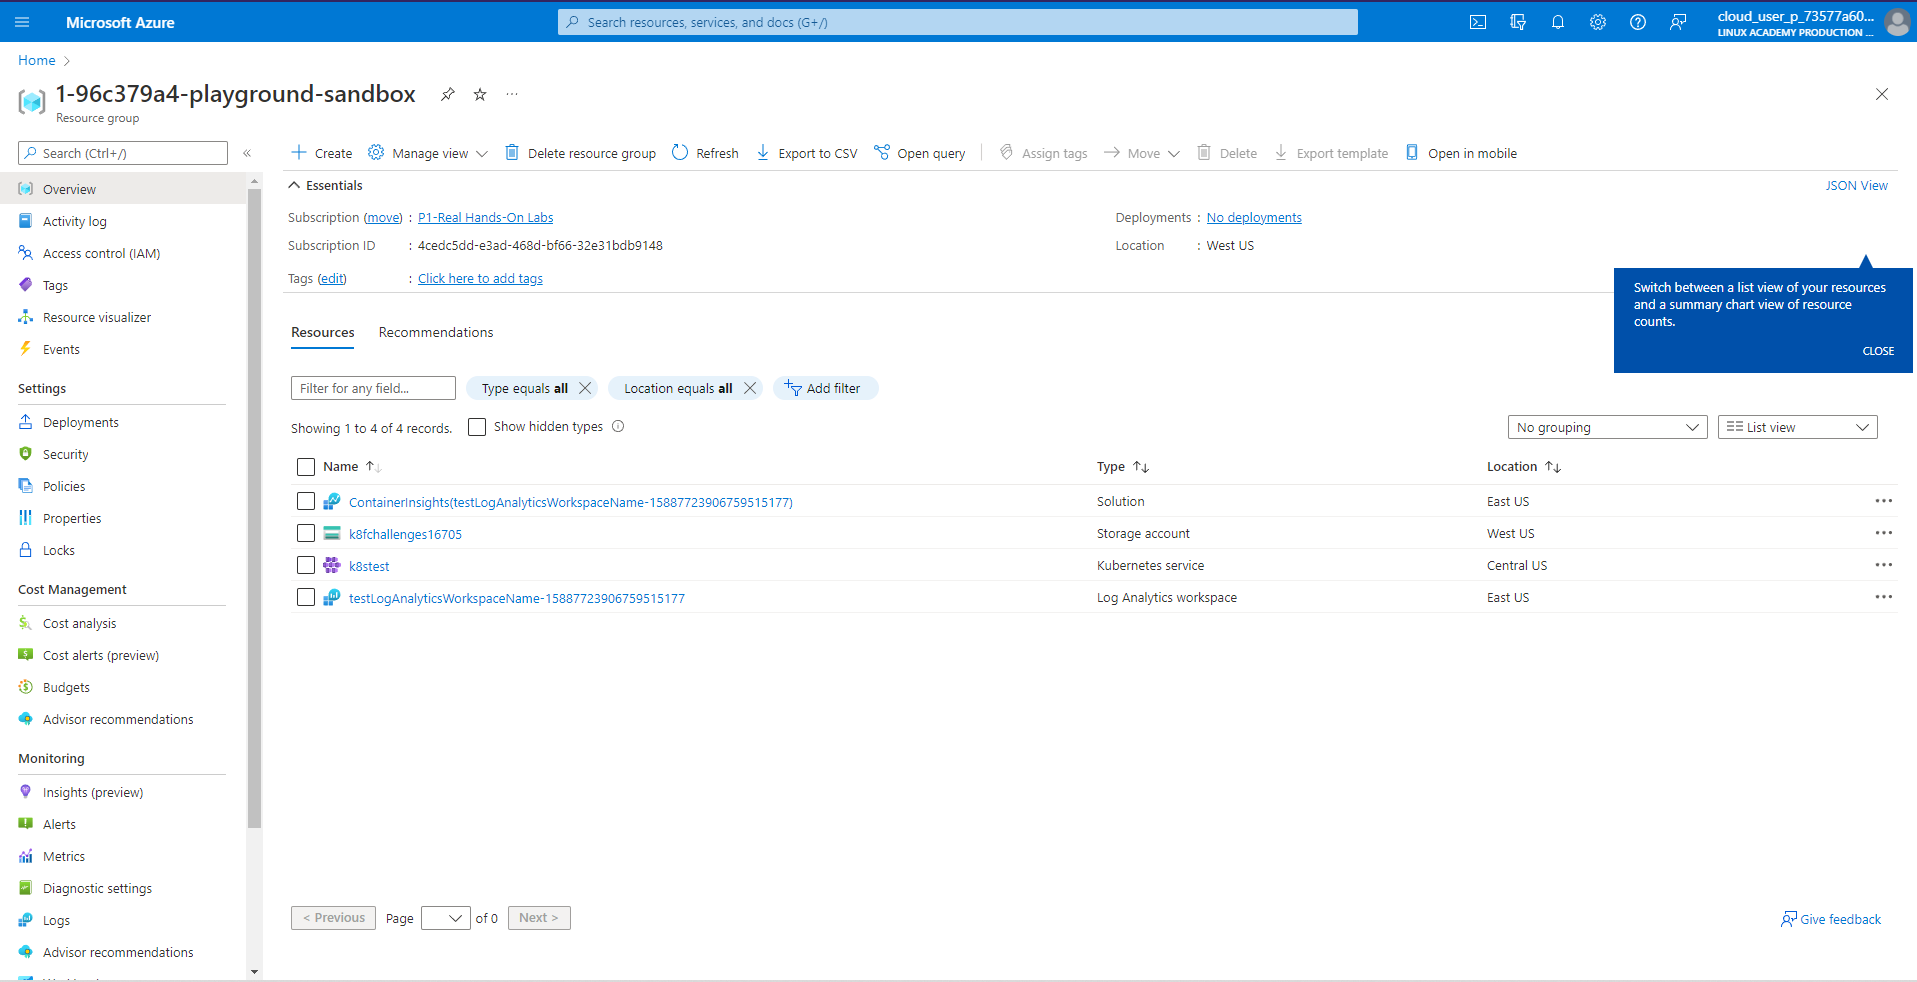 Microsoft Azure
Search resources, services, and docs (G+/)
cloud_user_p_73577a60...
LINUX ACADEMY PRODUCTION ...
Home
1-96c379a4-playground-sandbox
...
Resource group
Search (Ctrl+/)
«
Overview
Activity log
Access control (IAM)
Tags
Resource visualizer
Events
Settings
Deployments
Security
Policies
Properties
Locks
Cost Management
Cost analysis
Cost alerts (preview)
Budgets
Advisor recommendations
Monitoring
Insights (preview)
Alerts
Metrics
Diagnostic settings
Logs
Advisor recommendations
Create
Manage view
Delete resource group
Refresh
Export to CSV
Open query
Assign tags
Move
Delete
Export template
Open in mobile
Essentials
JSON View
Subscription (move) : P1-Real Hands-On Labs
Subscription ID : 4cedc5dd-e3ad-468d-bf66-32e31bdb9148
Tags (edit) : Click here to add tags
Deployments : No deployments
Location : West US
Switch between a list view of your resources
and a summary chart view of resource
counts.
CLOSE
Resources Recommendations
Filter for any field...
Type equals all
Location equals all
Add filter
Showing 1 to 4 of 4 records.
Show hidden types
No grouping
List view
Name Type Location
ContainerInsights(testLogAnalyticsWorkspaceName-15887723906759515177) Solution East US
k8fchallenges16705 Storage account West US
k8stest Kubernetes service Central US
testLogAnalyticsWorkspaceName-15887723906759515177 Log Analytics workspace East US
< Previous Page of 0 Next >
Give feedback